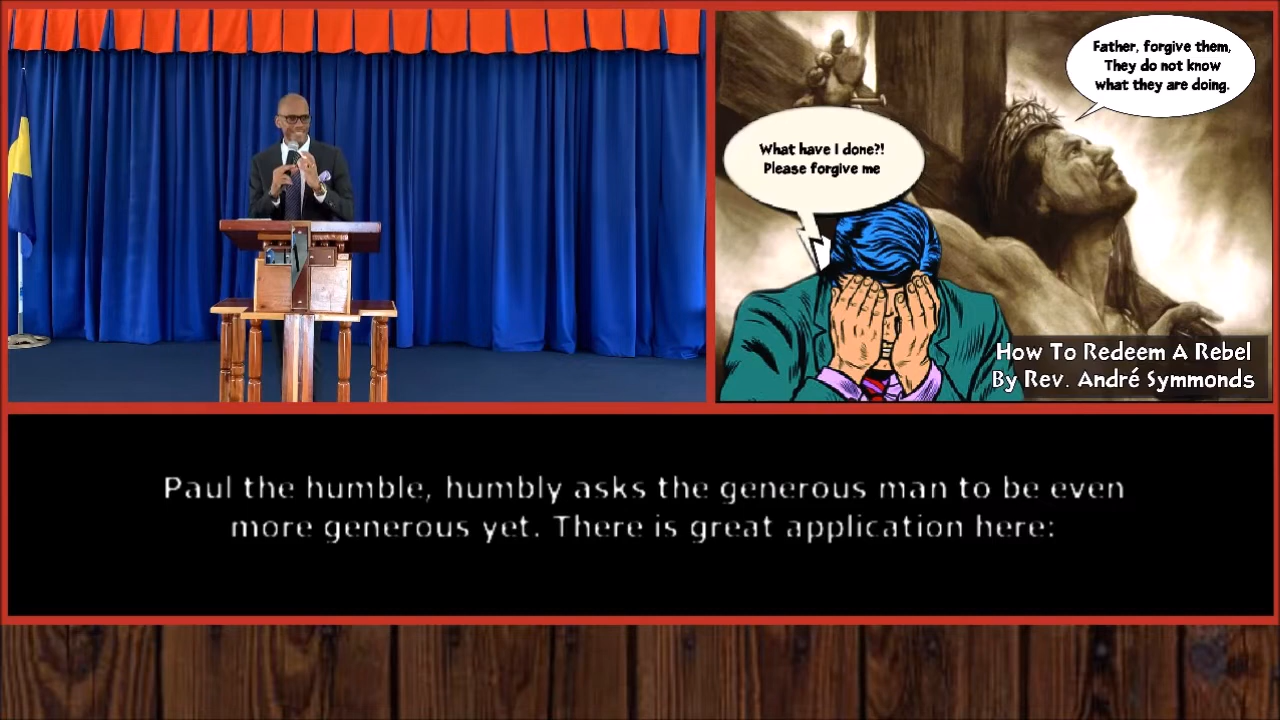 Father, forgive them,
They do not know
what they are doing.
What have I done?!
Please forgive me
How To Redeem A Rebel
By Rev. André Symmonds
Paul the humble, humbly asks the generous man to be even
more generous yet. There is great application here: